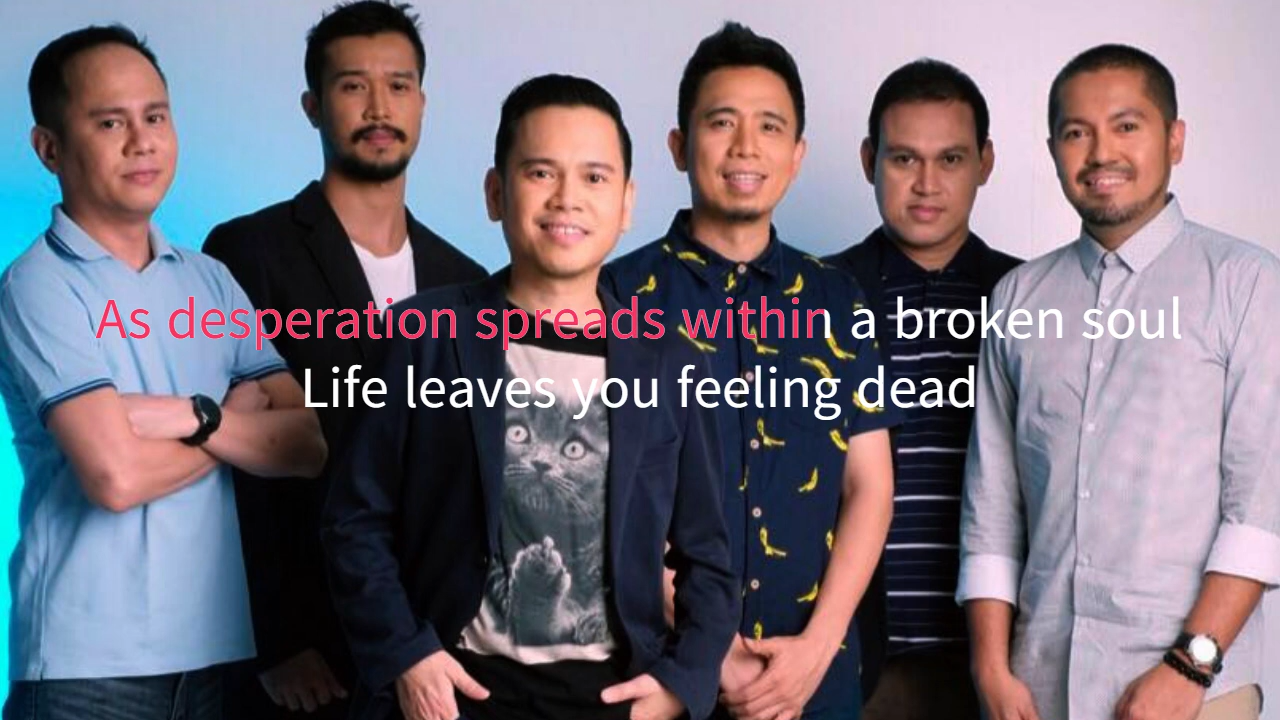 As desperation spreads within a broken soul
Life leaves you feeling dead